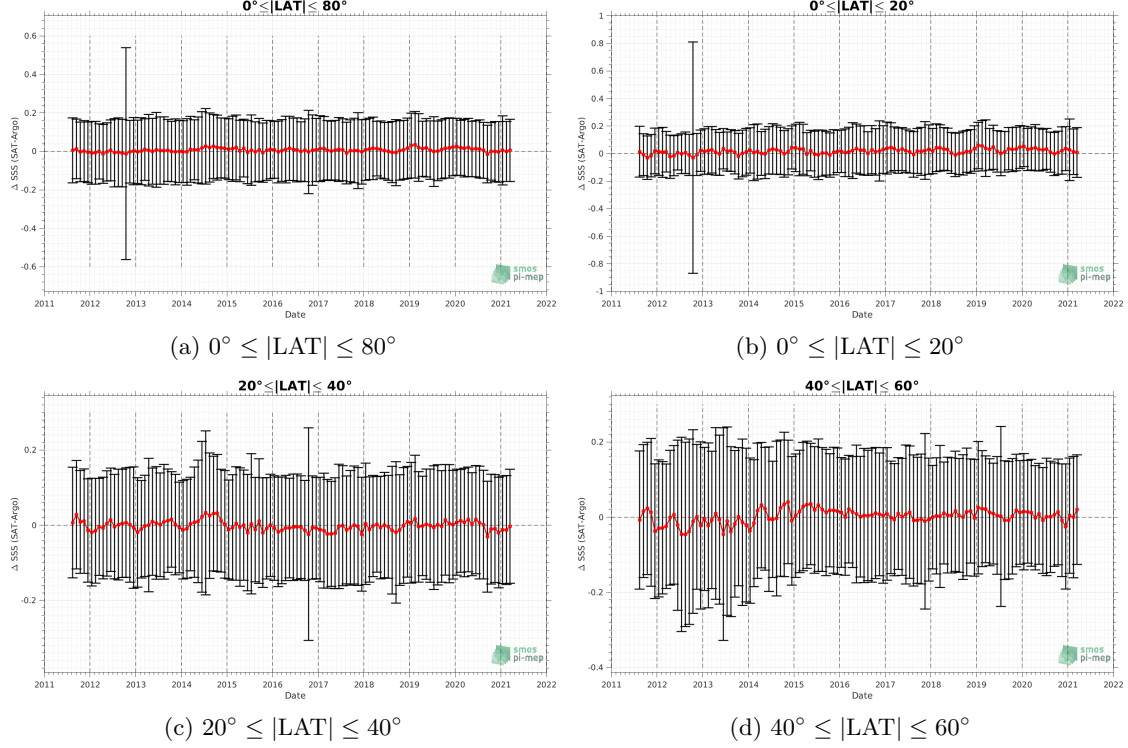 0°≤|LAT|≤ 80°
Δ SSS (SAT-Argo)
0.6
0.4
0.2
0
-0.2
-0.4
-0.6
2011 2012 2013 2014 2015 2016 2017 2018 2019 2020 2021 2022
Date
smos
pi-mep
(a) 0° ≤ |LAT| ≤ 80°
0°≤|LAT|≤ 20°
Δ SSS (SAT-Argo)
1
0.8
0.6
0.4
0.2
0
-0.2
-0.4
-0.6
-0.8
-1
2011 2012 2013 2014 2015 2016 2017 2018 2019 2020 2021 2022
Date
smos
pi-mep
(b) 0° ≤ |LAT| ≤ 20°
20°≤|LAT|≤ 40°
Δ SSS (SAT-Argo)
0.2
0
-0.2
2011 2012 2013 2014 2015 2016 2017 2018 2019 2020 2021 2022
Date
smos
pi-mep
(c) 20° ≤ |LAT| ≤ 40°
40°≤|LAT|≤ 60°
Δ SSS (SAT-Argo)
0.2
0
-0.2
-0.4
2011 2012 2013 2014 2015 2016 2017 2018 2019 2020 2021 2022
Date
smos
pi-mep
(d) 40° ≤ |LAT| ≤ 60°